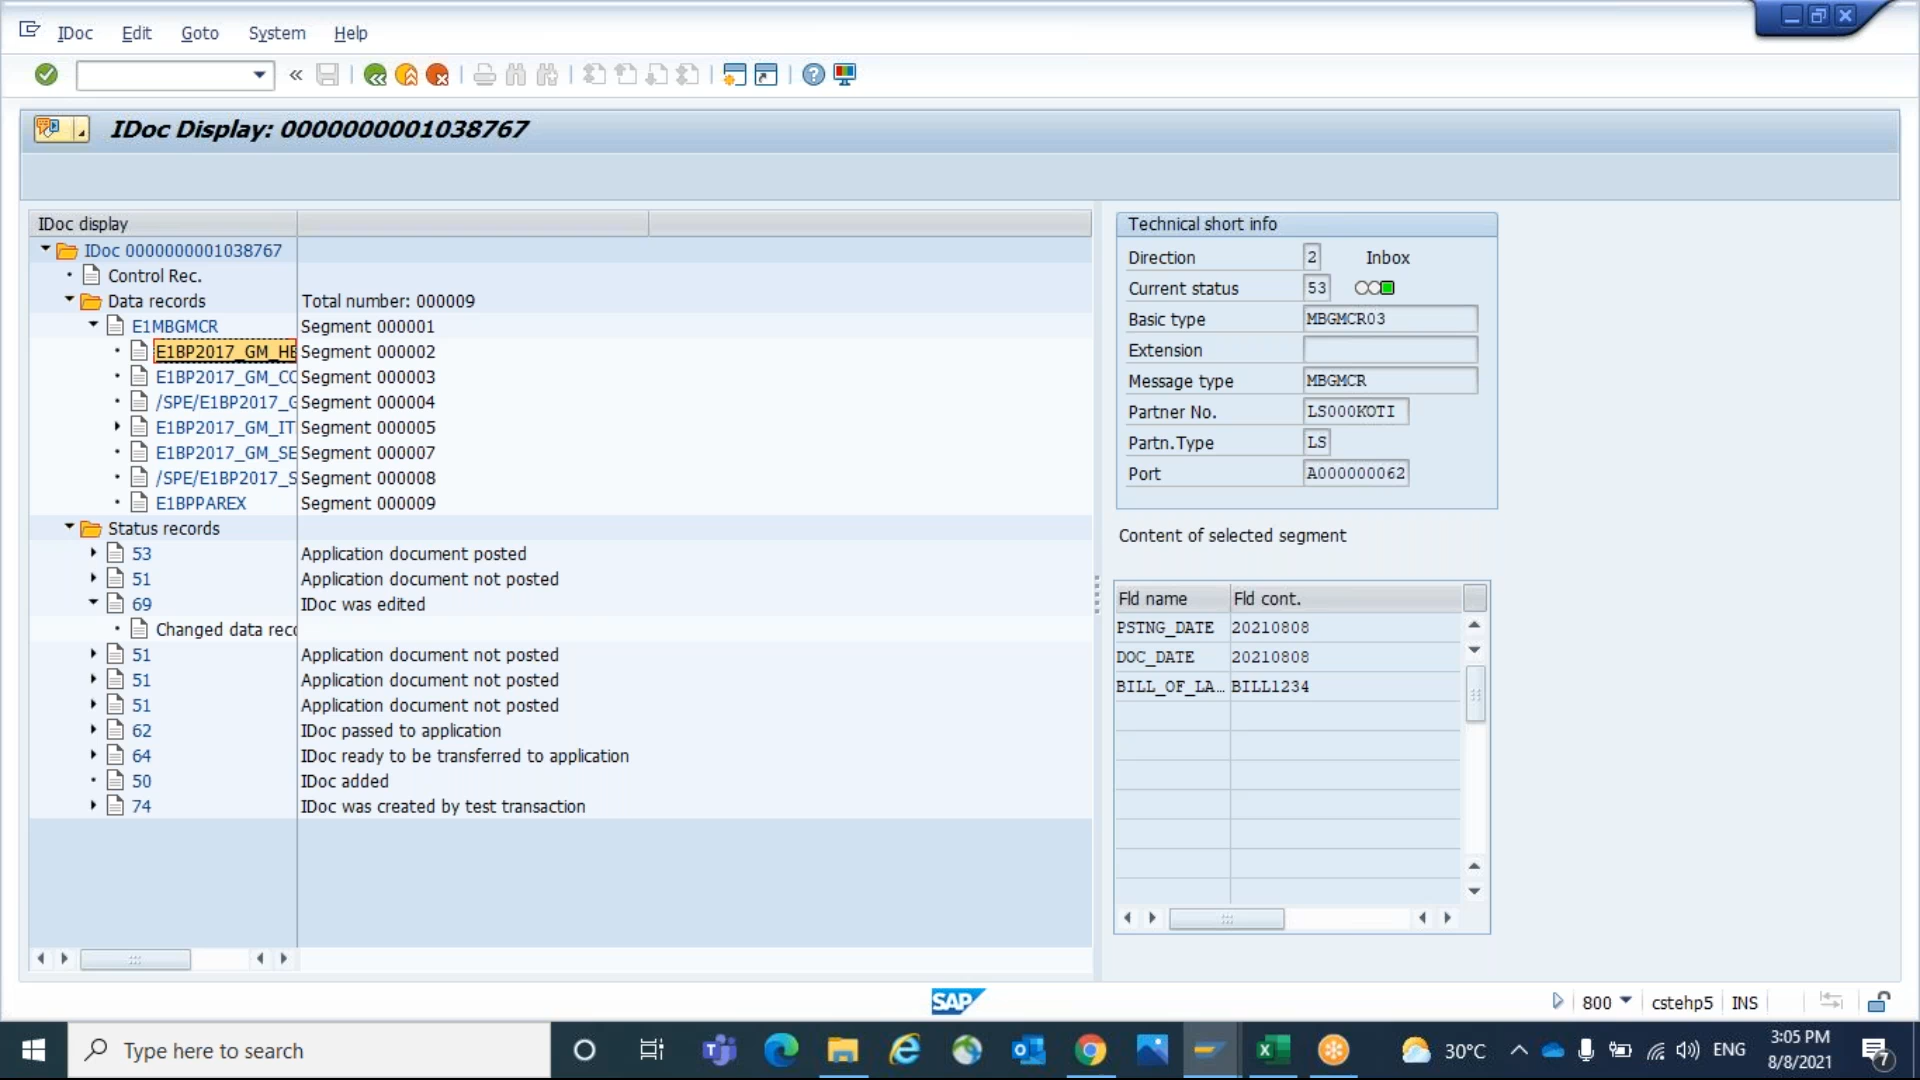 IDoc Edit Goto System Help
IDoc Display: 0000000001038767
IDoc display
IDoc 0000000001038767
Control Rec.
Data records Total number: 000009
E1MBGMCR Segment 000001
E1BP2017_GM_HE Segment 000002
E1BP2017_GM_CO Segment 000003
/SPE/E1BP2017_G Segment 000004
E1BP2017_GM_IT Segment 000005
E1BP2017_GM_SE Segment 000007
/SPE/E1BP2017_S Segment 000008
E1BPPAREX Segment 000009
Status records
53 Application document posted
51 Application document not posted
69 IDoc was edited
Changed data reco
51 Application document not posted
51 Application document not posted
51 Application document not posted
62 IDoc passed to application
64 IDoc ready to be transferred to application
50 IDoc added
74 IDoc was created by test transaction
Technical short info
Direction 2 Inbox
Current status 53
Basic type MBGMCR03
Extension
Message type MBGMCR
Partner No. LS000KOTI
Partn.Type LS
Port A000000062
Content of selected segment
Fld name Fld cont.
PSTNG_DATE 20210808
DOC_DATE 20210808
BILL_OF_LA... BILL1234
SAP
800 cstehp5 INS
Type here to search
30°C ENG 3:05 PM
8/8/2021
7